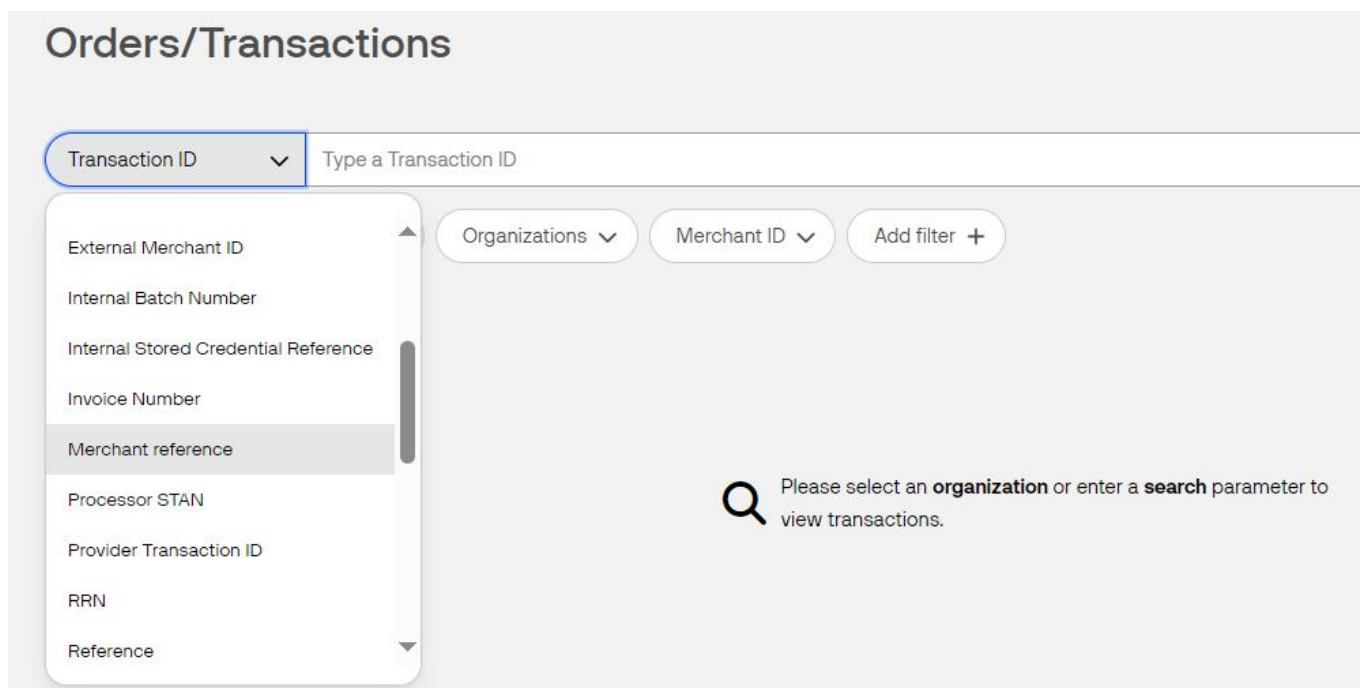 Orders/Transactions
Transaction ID
Type a Transaction ID
Organizations
Merchant ID
Add filter +
External Merchant ID
Internal Batch Number
Internal Stored Credential Reference
Invoice Number
Merchant reference
Processor STAN
Provider Transaction ID
RRN
Reference
Please select an organization or enter a search parameter to
view transactions.